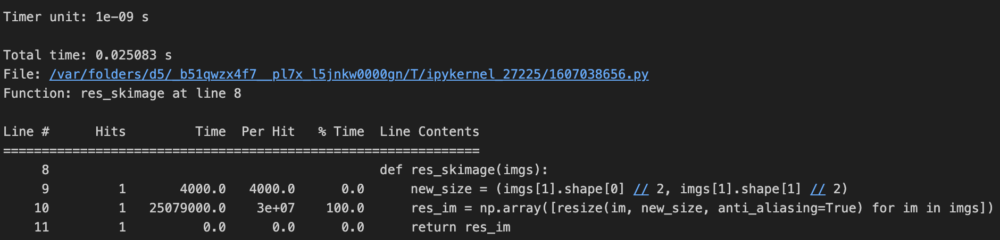 Timer unit: 1e-09 s
Total time: 0.025083 s
File: /var/folders/d5/_b51qwzx4f7__pl7x_l5jnkw0000gn/T/ipykernel_27225/1607038656.py
Function: res_skimage at line 8
Line #      Hits         Time  Per Hit   % Time  Line Contents
==============================================================
     8                                           def res_skimage(imgs):
     9         1       4000.0   4000.0      0.0      new_size = (imgs[1].shape[0] // 2, imgs[1].shape[1] // 2)
    10         1   25079000.0    3e+07    100.0      res_im = np.array([resize(im, new_size, anti_aliasing=True) for im in imgs])
    11         1          0.0      0.0      0.0      return res_im